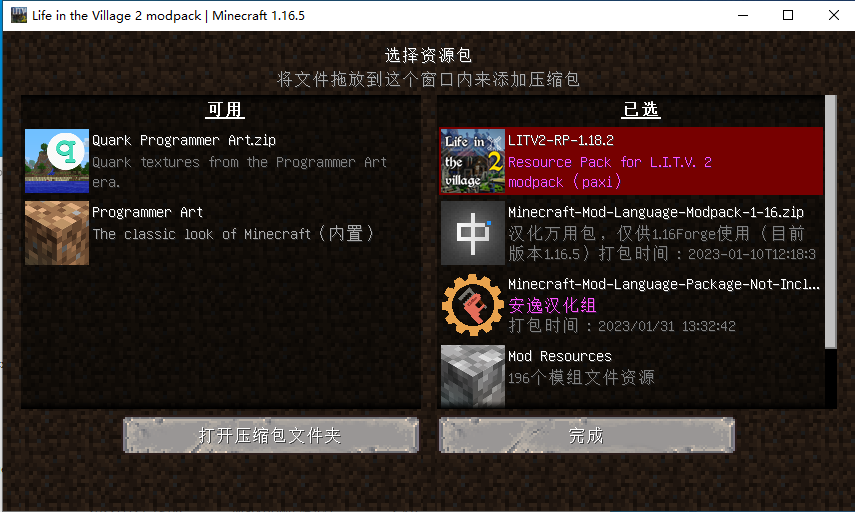 Life in the Village 2 modpack | Minecraft 1.16.5
选择资源包
将文件拖放到这个窗口内来添加压缩包
可用
Quark Programmer Art.zip
Quark textures from the Programmer Art
era.
Programmer Art
The classic look of Minecraft（内置）
已选
Life in
the 2
village
LITV2-RP-1.18.2
Resource Pack for L.I.T.V. 2
modpack（paxi）
中
Minecraft-Mod-Language-Modpack-1-16.zip
汉化万用包，仅供1.16Forge使用（目前
版本1.16.5）打包时间：2023-01-10T12:18:3
Minecraft-Mod-Language-Package-Not-Incl...
安逸汉化组
打包时间：2023/01/31 13:32:42
Mod Resources
196个模组文件资源
打开压缩包文件夹
完成